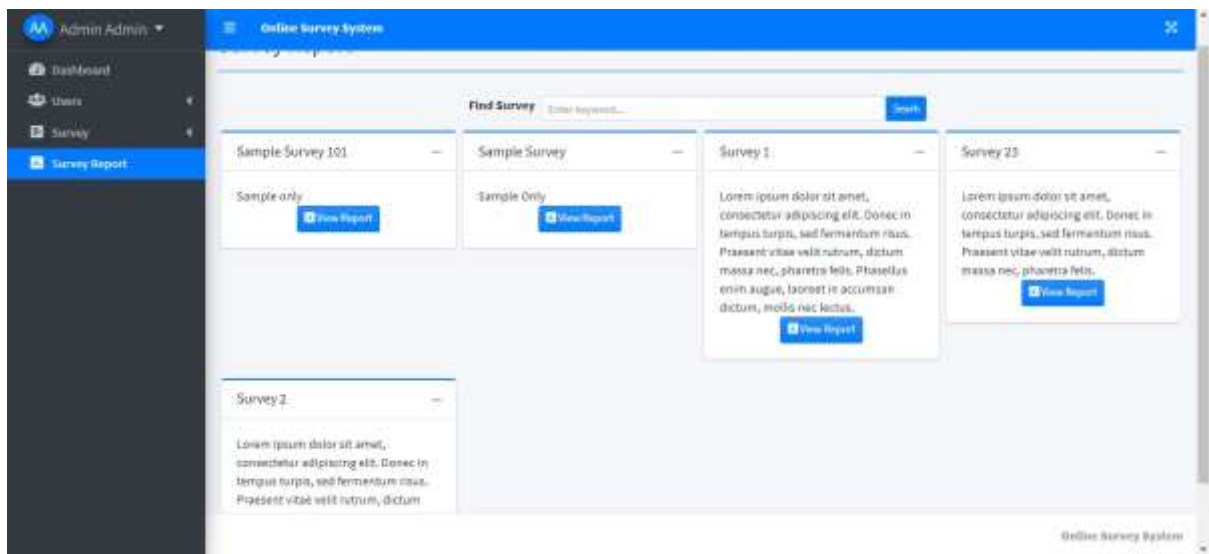 AA Admin Admin
Online Survey System
Dashboard
Users
Survey
Survey Report
Survey Report
Find Survey Enter keyword... Search
Sample Survey 101
Sample only
View Report
Sample Survey
Sample Only
View Report
Survey 1
Lorem ipsum dolor sit amet,
consectetur adipiscing elit. Donec in
tempus turpis, sed fermentum risus.
Praesent vitae velit rutrum, dictum
massa nec, pharetra felis. Phasellus
enim augue, laoreet in accumsan
dictum, mollis nec lectus.
View Report
Survey 23
Lorem ipsum dolor sit amet,
consectetur adipiscing elit. Donec in
tempus turpis, sed fermentum risus.
Praesent vitae velit rutrum, dictum
massa nec, pharetra felis.
View Report
Survey 2
Lorem ipsum dolor sit amet,
consectetur adipiscing elit. Donec in
tempus turpis, sed fermentum risus.
Praesent vitae velit rutrum, dictum
Online Survey System